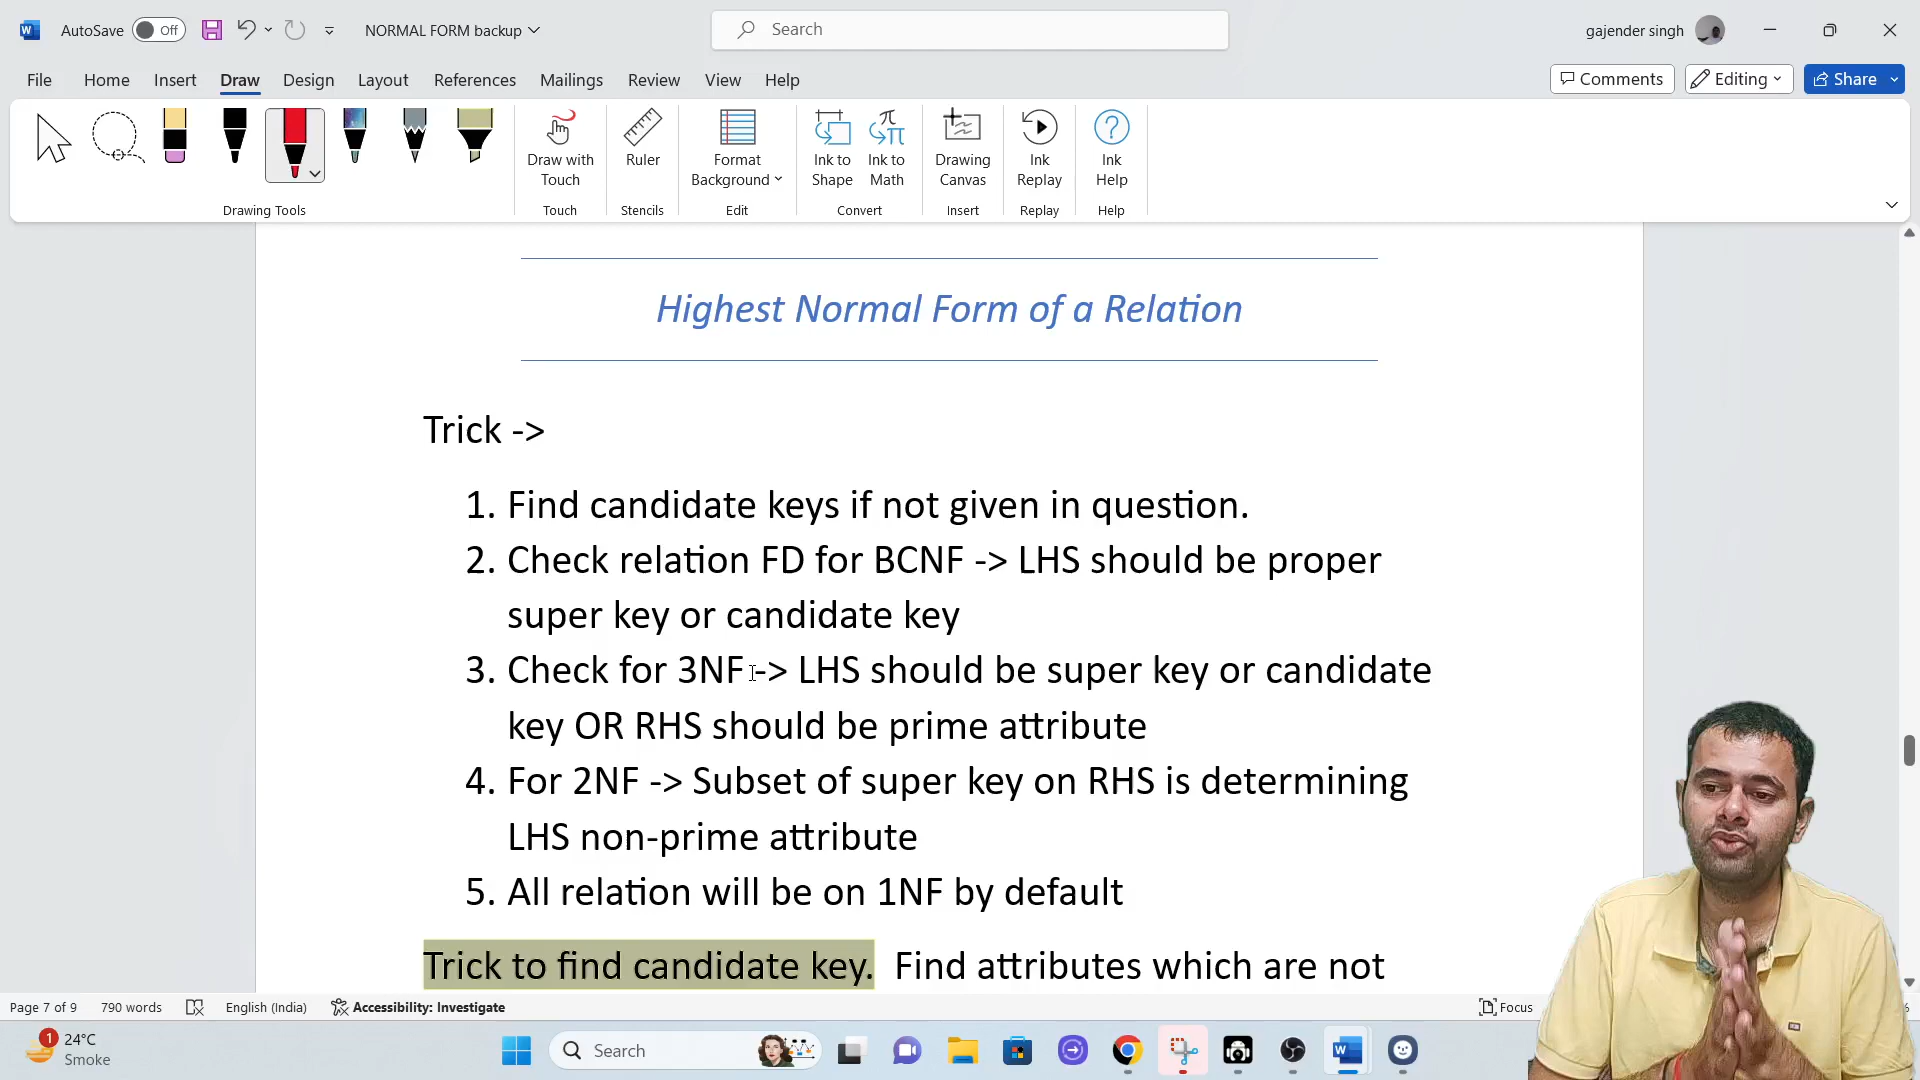 AutoSave Off NORMAL FORM backup Search gajender singh
File Home Insert Draw Design Layout References Mailings Review View Help Comments Editing Share
Draw with Touch
Ruler
Format Background
Ink to Shape
Ink to Math
Drawing Canvas
Ink Replay
Ink Help
Drawing Tools Touch Stencils Edit Convert Insert Replay Help
Highest Normal Form of a Relation
Trick ->
1. Find candidate keys if not given in question.
2. Check relation FD for BCNF -> LHS should be proper
super key or candidate key
3. Check for 3NF -> LHS should be super key or candidate
key OR RHS should be prime attribute
4. For 2NF -> Subset of super key on RHS is determining
LHS non-prime attribute
5. All relation will be on 1NF by default
Trick to find candidate key. Find attributes which are not
Page 7 of 9 790 words English (India) Accessibility: Investigate Focus
1 24°C
Smoke
Search